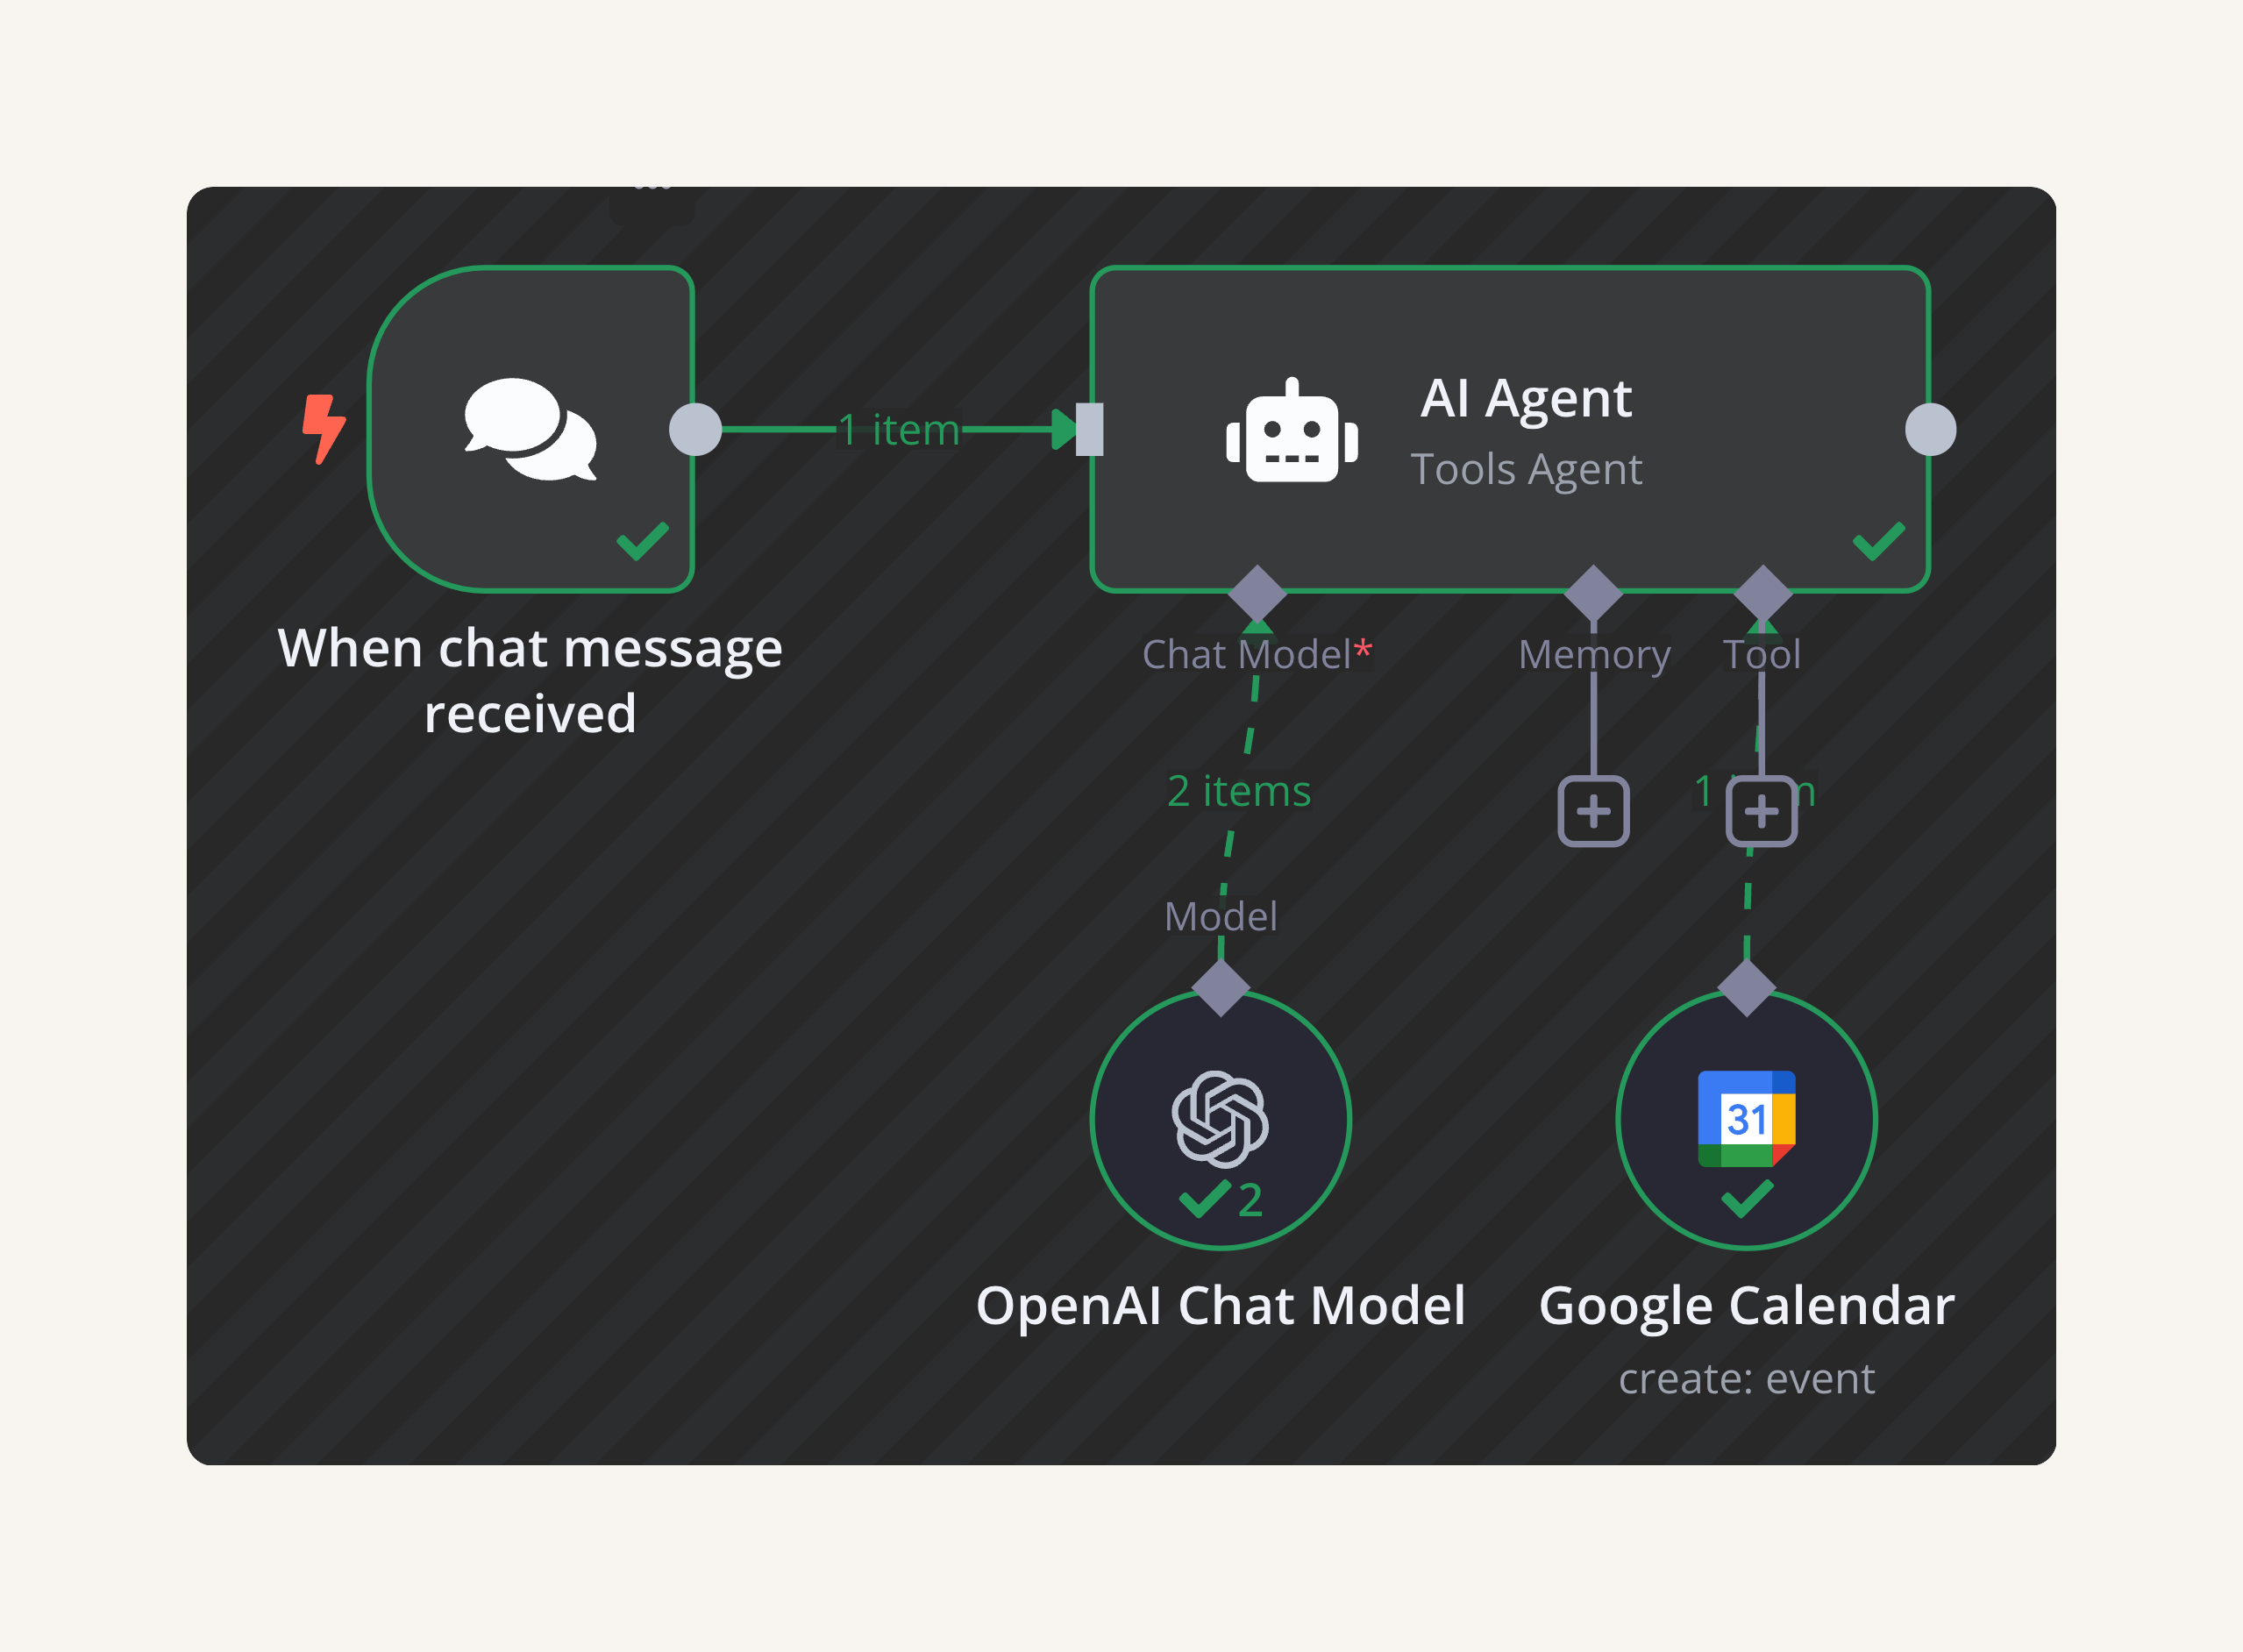 1 item
AI Agent
Tools Agent
When chat message
received
Chat Model*
Memory
Tool
2 items
1
Model
31
2
OpenAI Chat Model
Google Calendar
create: event